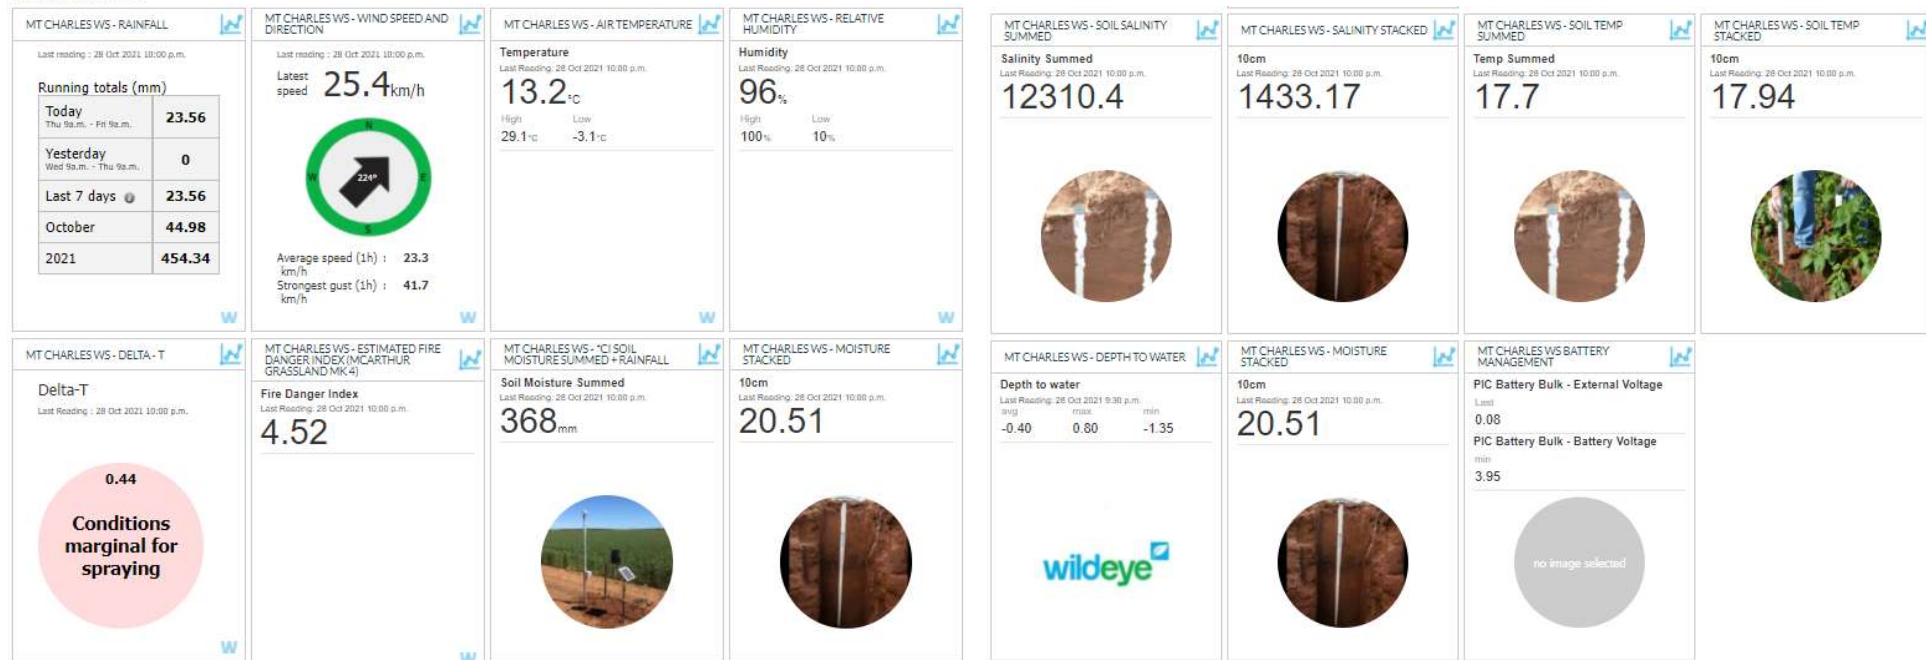 MT CHARLES WS - RAINFALL
Last reading : 28 Oct 2021 10:00 p.m.
Running totals (mm)
Today
Thu 9a.m. - Fri 9a.m.
23.56
Yesterday
Wed 9a.m. - Thu 9a.m.
0
Last 7 days
23.56
October
44.98
2021
454.34
W
MT CHARLES WS - WIND SPEED AND
DIRECTION
Last reading : 28 Oct 2021 10:00 p.m.
Latest
speed
25.4km/h
N
W
224°
E
S
Average speed (1h) : 23.3
km/h
Strongest gust (1h) : 41.7
km/h
W
MT CHARLES WS - AIR TEMPERATURE
Temperature
Last Reading: 28 Oct 2021 10:00 p.m.
13.2°C
High Low
29.1°C -3.1°C
W
MT CHARLES WS - RELATIVE
HUMIDITY
Humidity
Last Reading: 28 Oct 2021 10:00 p.m.
96%
High Low
100% 10%
W
MT CHARLES WS - SOIL SALINITY
SUMMED
Salinity Summed
Last Reading: 28 Oct 2021 10:00 p.m.
12310.4
MT CHARLES WS - SALINITY STACKED
10cm
Last Reading: 28 Oct 2021 10:00 p.m.
1433.17
MT CHARLES WS - SOIL TEMP
SUMMED
Temp Summed
Last Reading: 28 Oct 2021 10:00 p.m.
17.7
MT CHARLES WS - SOIL TEMP
STACKED
10cm
Last Reading: 28 Oct 2021 10:00 p.m.
17.94
MT CHARLES WS - DELTA - T
Delta-T
Last Reading : 28 Oct 2021 10:00 p.m.
0.44
Conditions
marginal for
spraying
W
MT CHARLES WS - ESTIMATED FIRE
DANGER INDEX (MCARTHUR
GRASSLAND MK 4)
Fire Danger Index
Last Reading: 28 Oct 2021 10:00 p.m.
4.52
W
MT CHARLES WS - *CI SOIL
MOISTURE SUMMED + RAINFALL
Soil Moisture Summed
Last Reading: 28 Oct 2021 10:00 p.m.
368mm
MT CHARLES WS - MOISTURE
STACKED
10cm
Last Reading: 28 Oct 2021 10:00 p.m.
20.51
MT CHARLES WS - DEPTH TO WATER
Depth to water
Last Reading: 28 Oct 2021 9:30 p.m.
avg max min
-0.40 0.80 -1.35
wildeye
MT CHARLES WS - MOISTURE
STACKED
10cm
Last Reading: 28 Oct 2021 10:00 p.m.
20.51
MT CHARLES WS BATTERY
MANAGEMENT
PIC Battery Bulk - External Voltage
Last
0.08
PIC Battery Bulk - Battery Voltage
min
3.95
no image selected